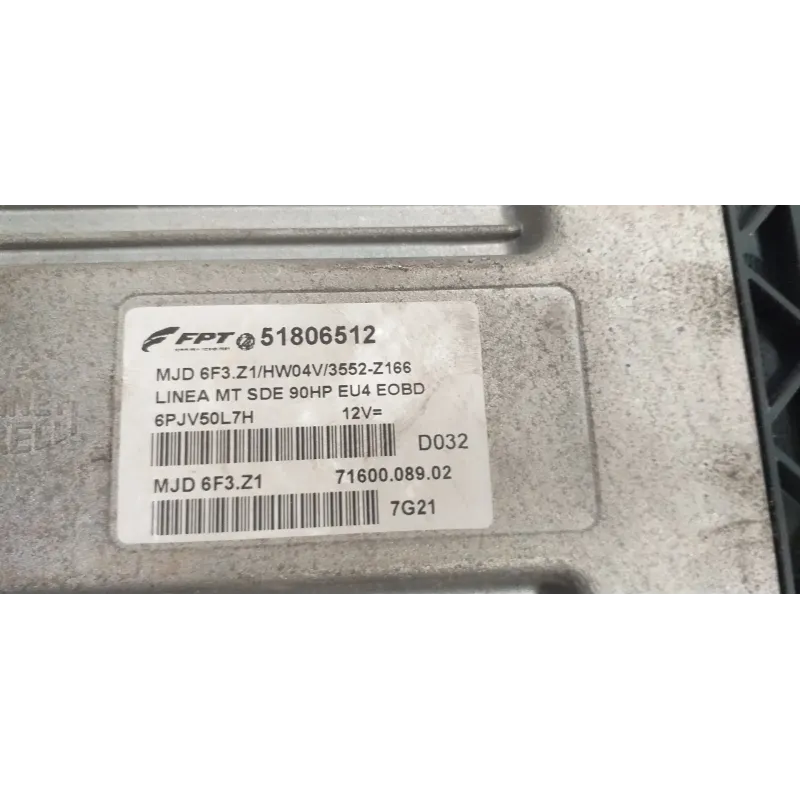 FPT 51806512
MJD 6F3.Z1/HW04V/3552-Z166
LINEA MT SDE 90HP EU4 EOBD
6PJV50L7H 12V=
D032
MJD 6F3.Z1 71600.089.02
7G21